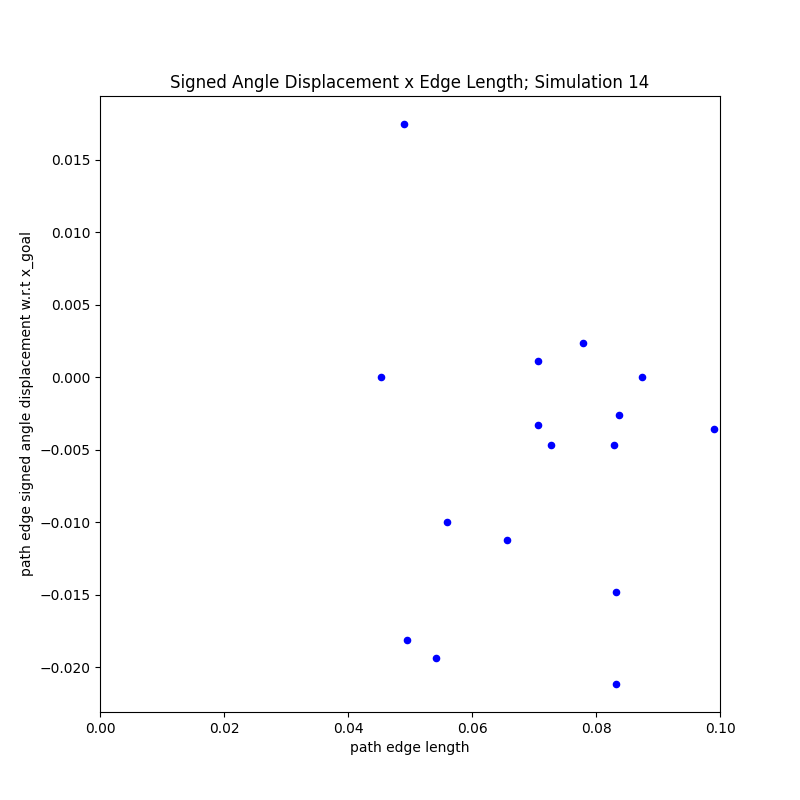 Signed Angle Displacement x Edge Length; Simulation 14
path edge signed angle displacement w.r.t x_goal
0.015
0.010
0.005
0.000
−0.005
−0.010
−0.015
−0.020
0.00 0.02 0.04 0.06 0.08 0.10
path edge length